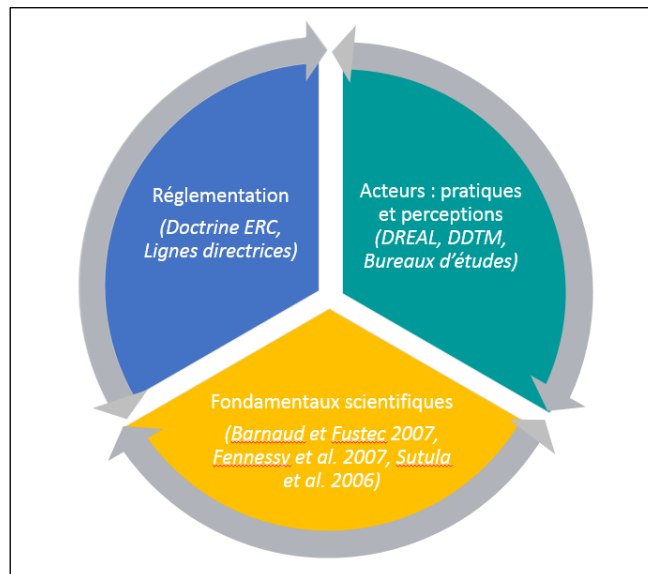 Réglementation
(Doctrine ERC,
Lignes directrices)
Acteurs : pratiques
et perceptions
(DREAL, DDTM,
Bureaux d'études)
Fondamentaux scientifiques
(Barnaud et Fustec 2007,
Fennessy et al. 2007, Sutula
et al. 2006)